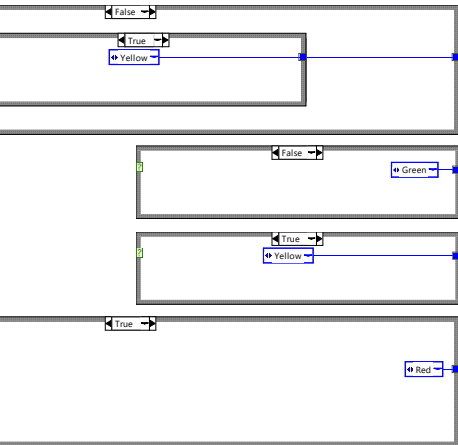 False
True
Yellow
False
Green
True
Yellow
True
Red